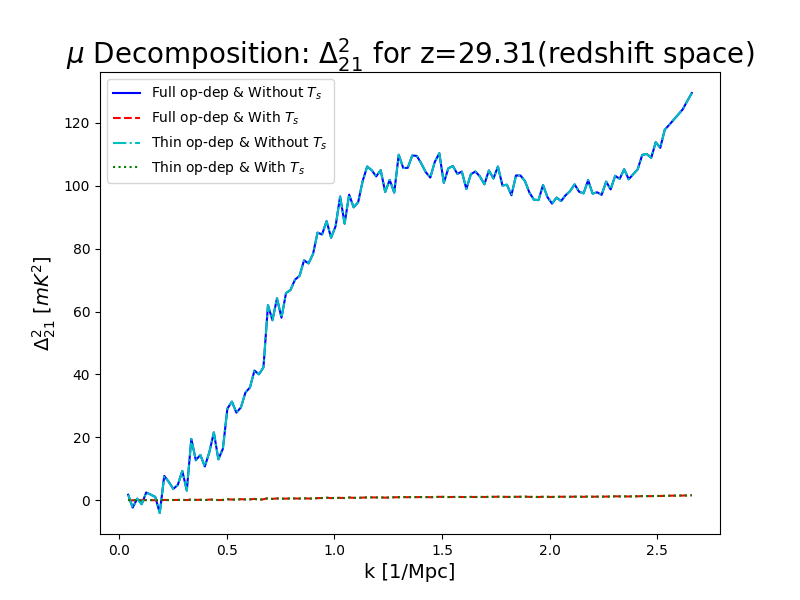 μ Decomposition: Δ²₂₁ for z=29.31(redshift space)
Full op-dep & Without Tₛ
Full op-dep & With Tₛ
Thin op-dep & Without Tₛ
Thin op-dep & With Tₛ
Δ²₂₁ [mK²]
120
100
80
60
40
20
0
0.0 0.5 1.0 1.5 2.0 2.5
k [1/Mpc]